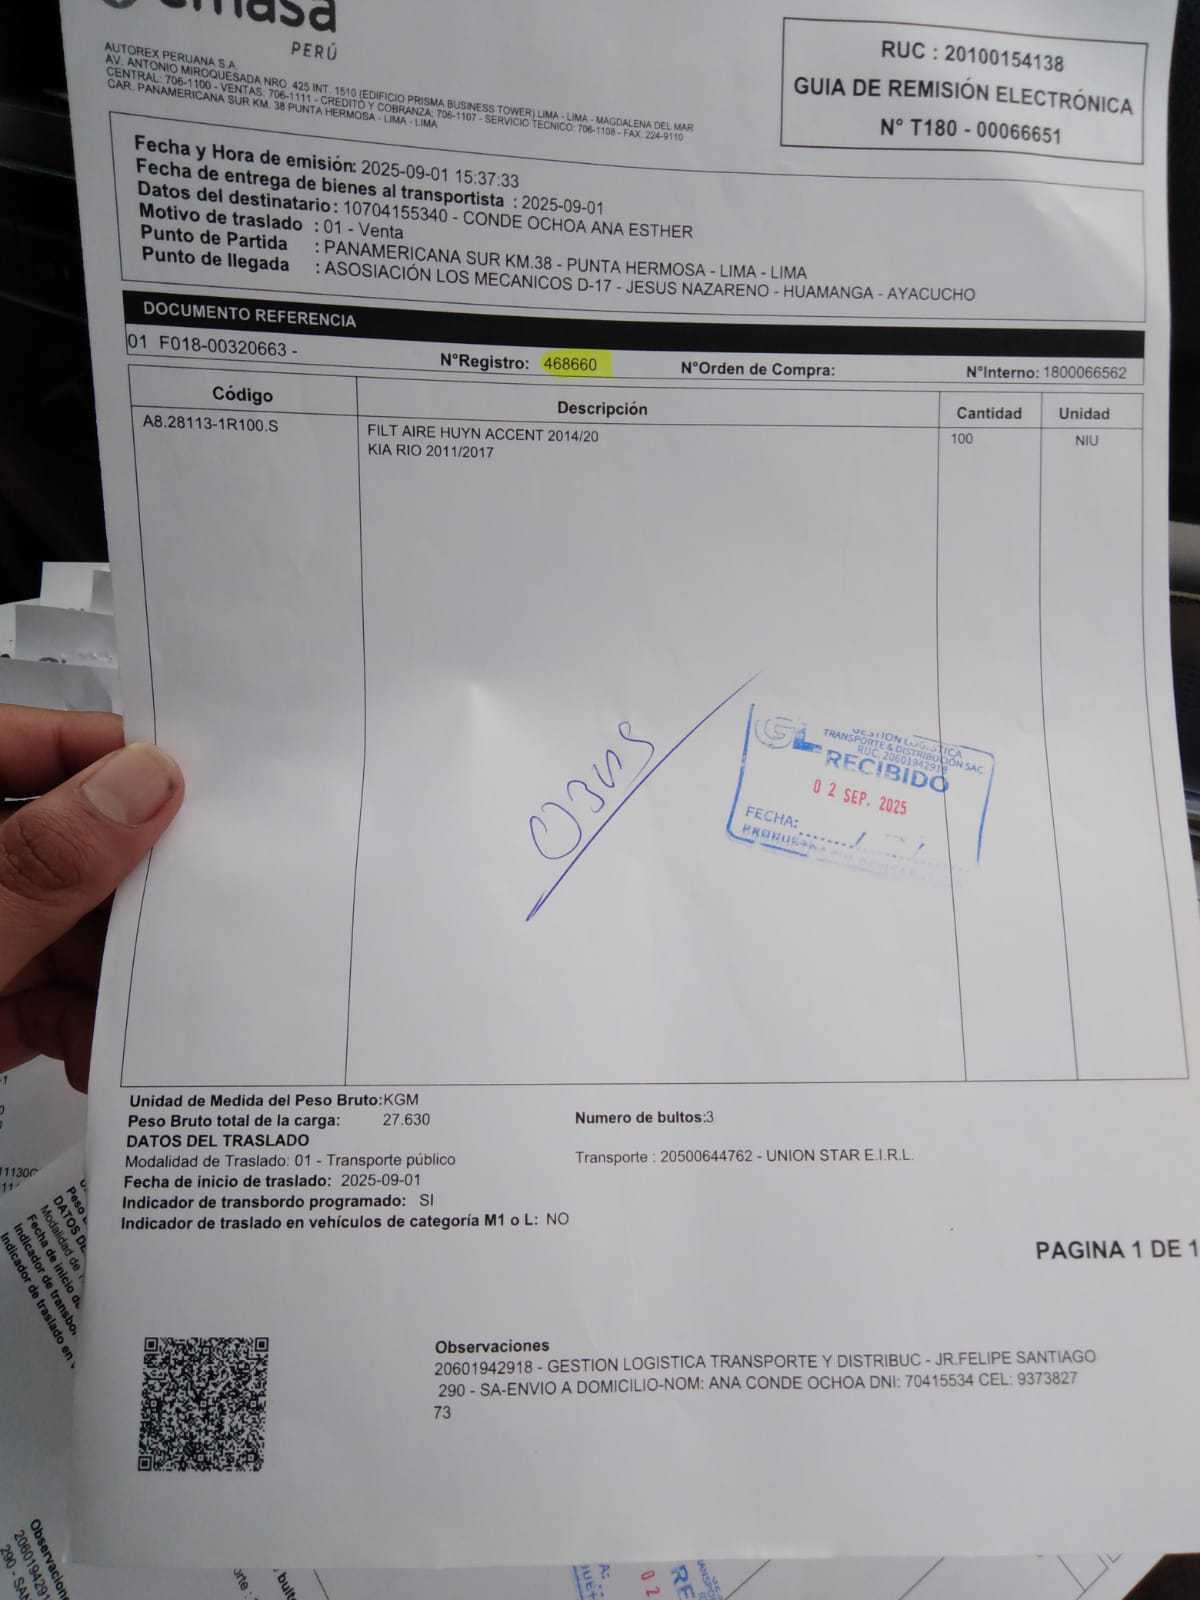 emasa
PERÚ
AUTOREX PERUANA S.A.
AV. ANTONIO MIROQUESADA NRO. 425 INT. 1510 (EDIFICIO PRISMA BUSINESS TOWER) LIMA - LIMA - MAGDALENA DEL MAR
CENTRAL: 706-1100 - VENTAS: 706-1111 - CREDITO Y COBRANZA: 706-1107 - SERVICIO TECNICO: 706-1108 - FAX: 224-9110
CAR. PANAMERICANA SUR KM. 38 PUNTA HERMOSA - LIMA - LIMA
RUC : 20100154138
GUIA DE REMISIÓN ELECTRÓNICA
N° T180 - 00066651
Fecha y Hora de emisión: 2025-09-01 15:37:33
Fecha de entrega de bienes al transportista : 2025-09-01
Datos del destinatario : 10704155340 - CONDE OCHOA ANA ESTHER
Motivo de traslado : 01 - Venta
Punto de Partida : PANAMERICANA SUR KM.38 - PUNTA HERMOSA - LIMA - LIMA
Punto de llegada : ASOSIACIÓN LOS MECANICOS D-17 - JESUS NAZARENO - HUAMANGA - AYACUCHO
DOCUMENTO REFERENCIA
01 F018-00320663 -
N°Registro: 468660 N°Orden de Compra: N°Interno: 1800066562
Código Descripción Cantidad Unidad
A8.28113-1R100.S FILT AIRE HUYN ACCENT 2014/20 100 NIU
KIA RIO 2011/2017
GL GESTION LOGISTICA
TRANSPORTE & DISTRIBUCIÓN SAC
RUC: 20601942918
RECIBIDO
02 SEP. 2025
FECHA:
Unidad de Medida del Peso Bruto:KGM
Peso Bruto total de la carga: 27.630 Numero de bultos:3
DATOS DEL TRASLADO
Modalidad de Traslado: 01 - Transporte público Transporte : 20500644762 - UNION STAR E.I.R.L.
Fecha de inicio de traslado: 2025-09-01
Indicador de transbordo programado: SI
Indicador de traslado en vehículos de categoría M1 o L: NO
PAGINA 1 DE 1
Observaciones
20601942918 - GESTION LOGISTICA TRANSPORTE Y DISTRIBUC - JR.FELIPE SANTIAGO
290 - SA-ENVIO A DOMICILIO-NOM: ANA CONDE OCHOA DNI: 70415534 CEL: 9373827
73